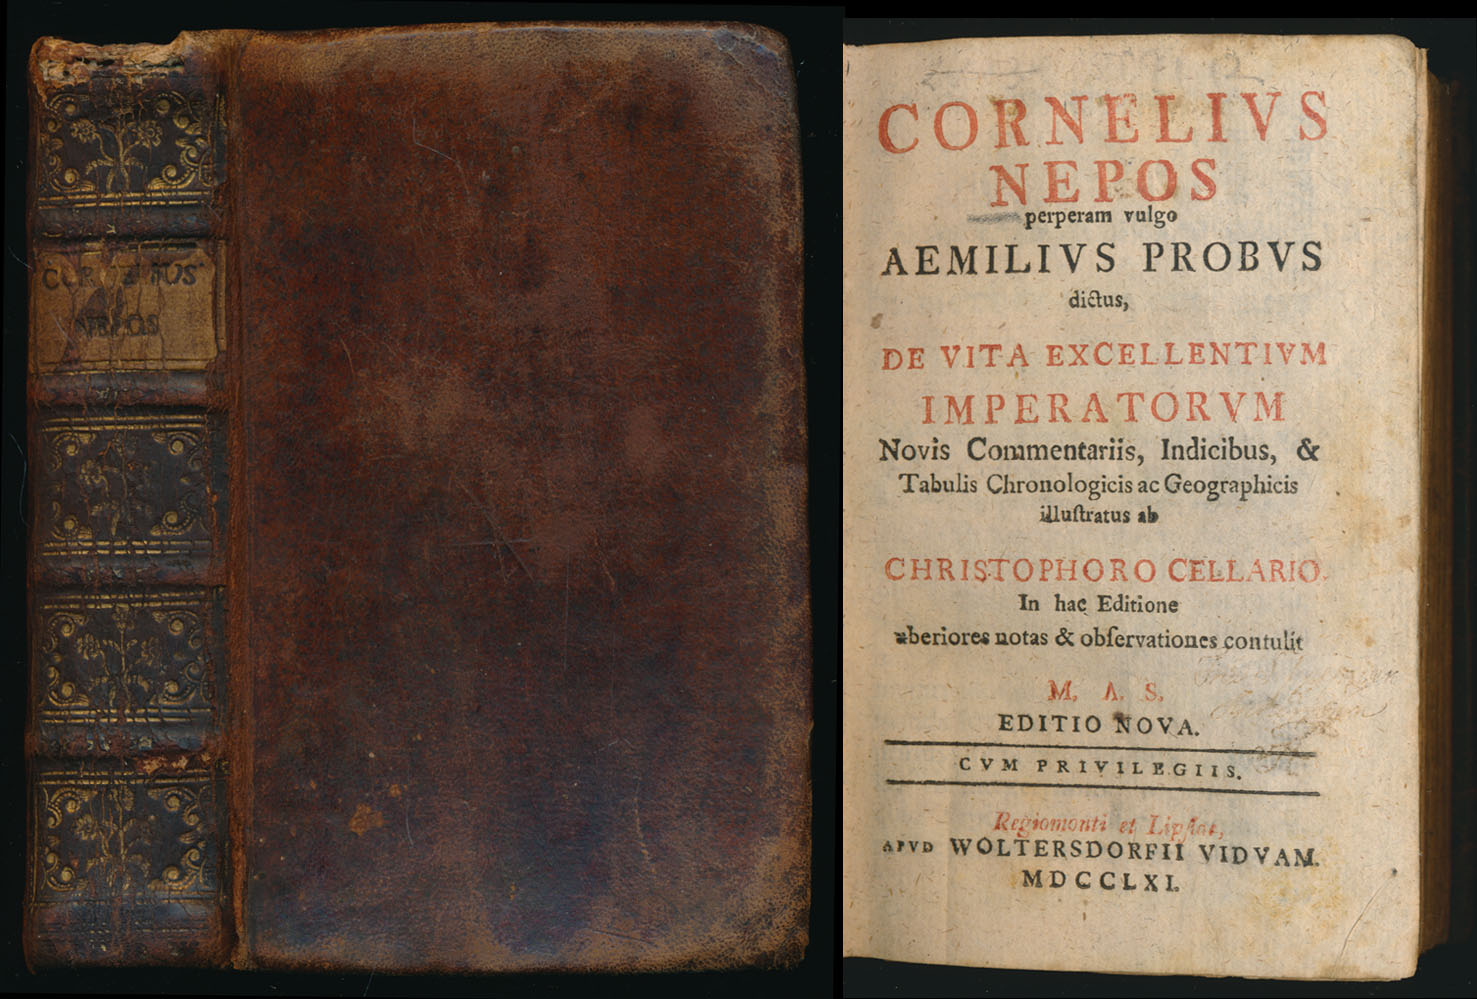 CORNELIUS
NEPOS
CORNELIVS
NEPOS
perperam vulgo
AEMILIVS PROBVS
dictus,
DE VITA EXCELLENTIVM
IMPERATORVM
Novis Commentariis, Indicibus, &
Tabulis Chronologicis ac Geographicis
illuſtratus ab
CHRISTOPHORO CELLARIO.
In hac Editione
uberiores notas & obſervationes contulit
M. A. S.
EDITIO NOVA.
CVM PRIVILEGIIS.
Regiomonti et Lipſiae,
APVD WOLTERSDORFII VIDVAM.
MDCCLXI.